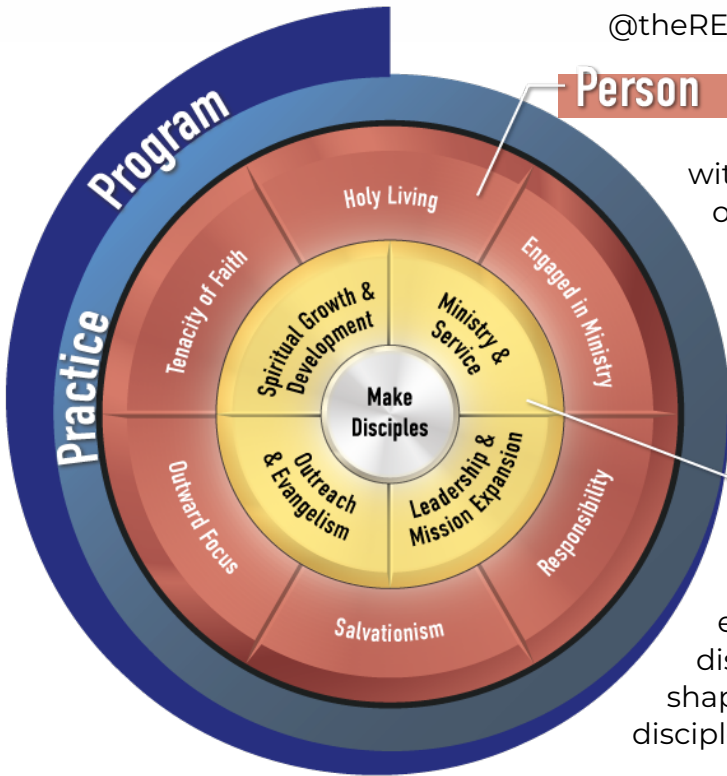 @theRE
Person
Program
Practice
Holy Living
Engaged in Ministry
Responsibility
Salvationism
Outward Focus
Tenacity of Faith
Spiritual Growth &
Development
Ministry &
Service
Leadership &
Mission Expansion
Outreach
& Evangelism
Make
Disciples
wit
o
e
dis
shap
discipl